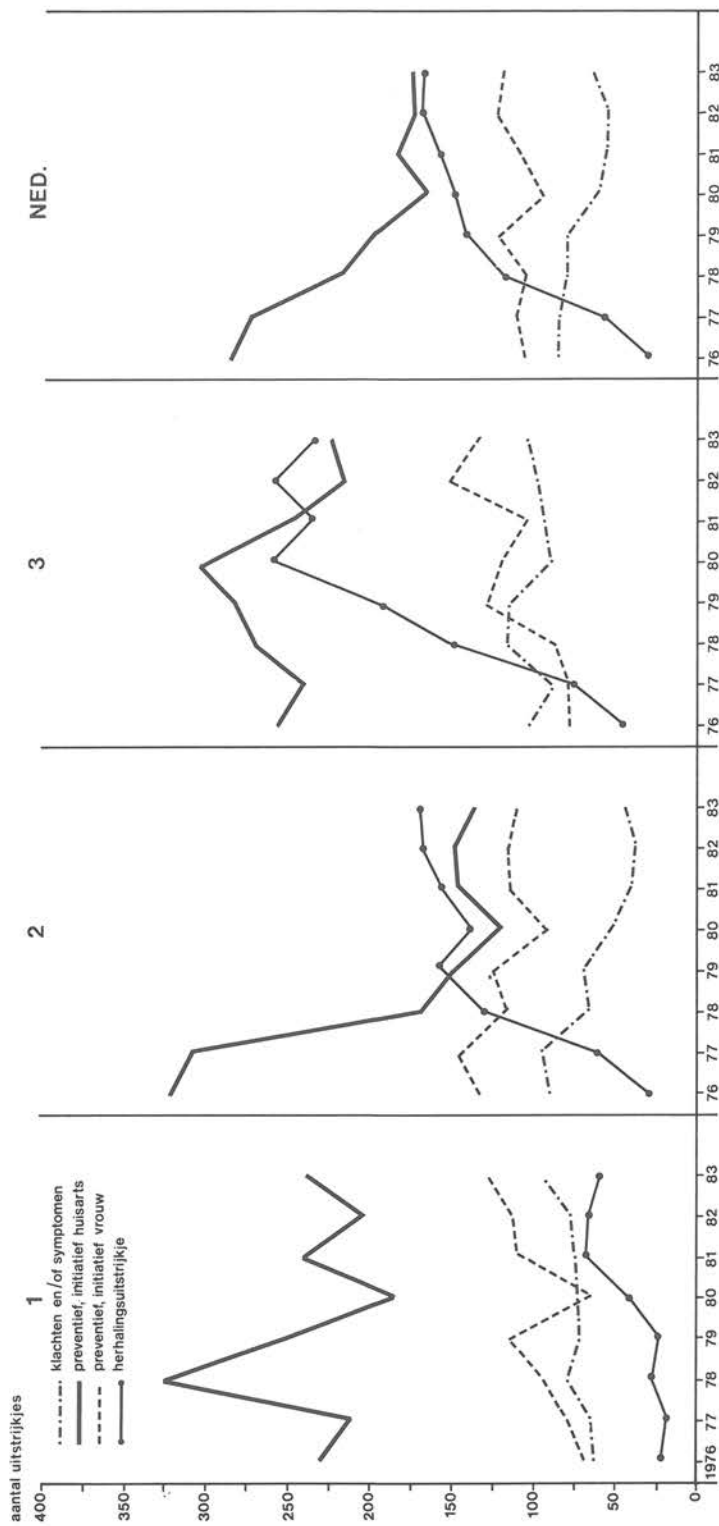 aantal uitstrijkjes
400
350
300
250
200
150
100
50
0
1
klachten en/of symptomen
preventief, initiatief huisarts
preventief, initiatief vrouw
herhalingsuitstrijkje
1976 77 78 79 80 81 82 83
2
76 77 78 79 80 81 82 83
3
76 77 78 79 80 81 82 83
NED.
76 77 78 79 80 81 82 83